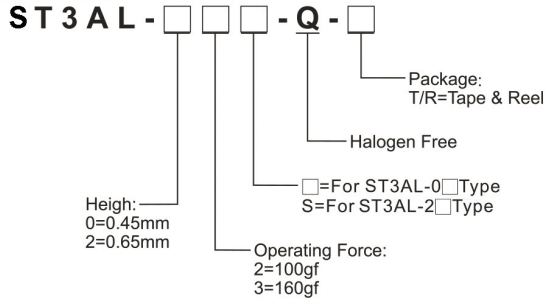 ST3AL-□□□-Q-□
Package:
T/R=Tape & Reel
Halogen Free
□=For ST3AL-0□Type
S=For ST3AL-2□Type
Heigh:
0=0.45mm
2=0.65mm
Operating Force:
2=100gf
3=160gf